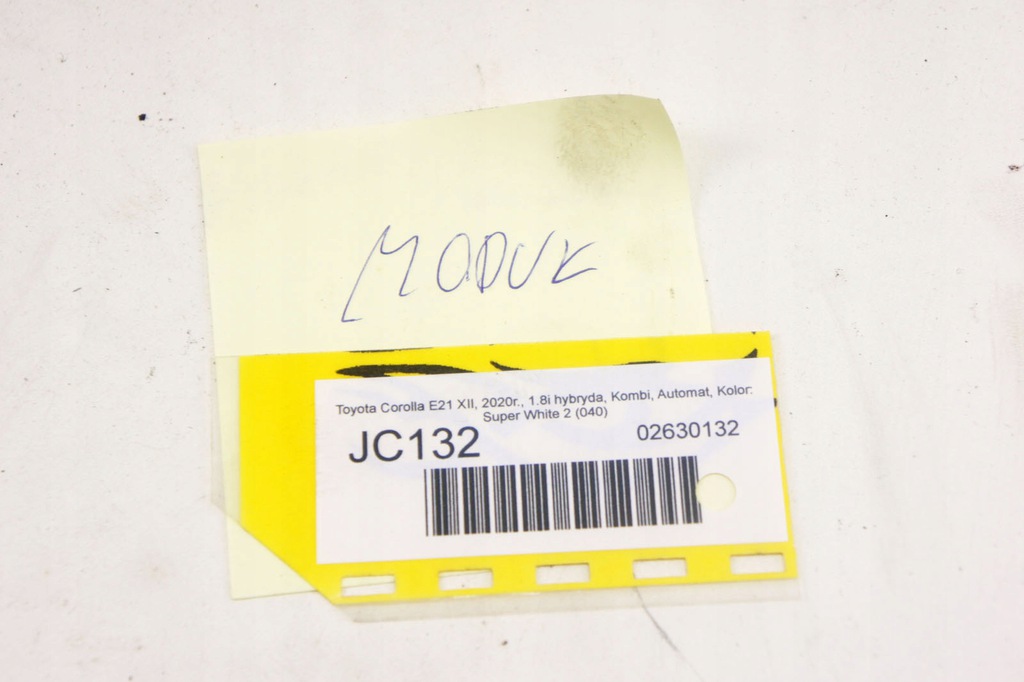 MODUŁ
Toyota Corolla E21 XII, 2020r., 1.8i hybryda, Kombi, Automat, Kolor:
Super White 2 (040)
JC132
02630132